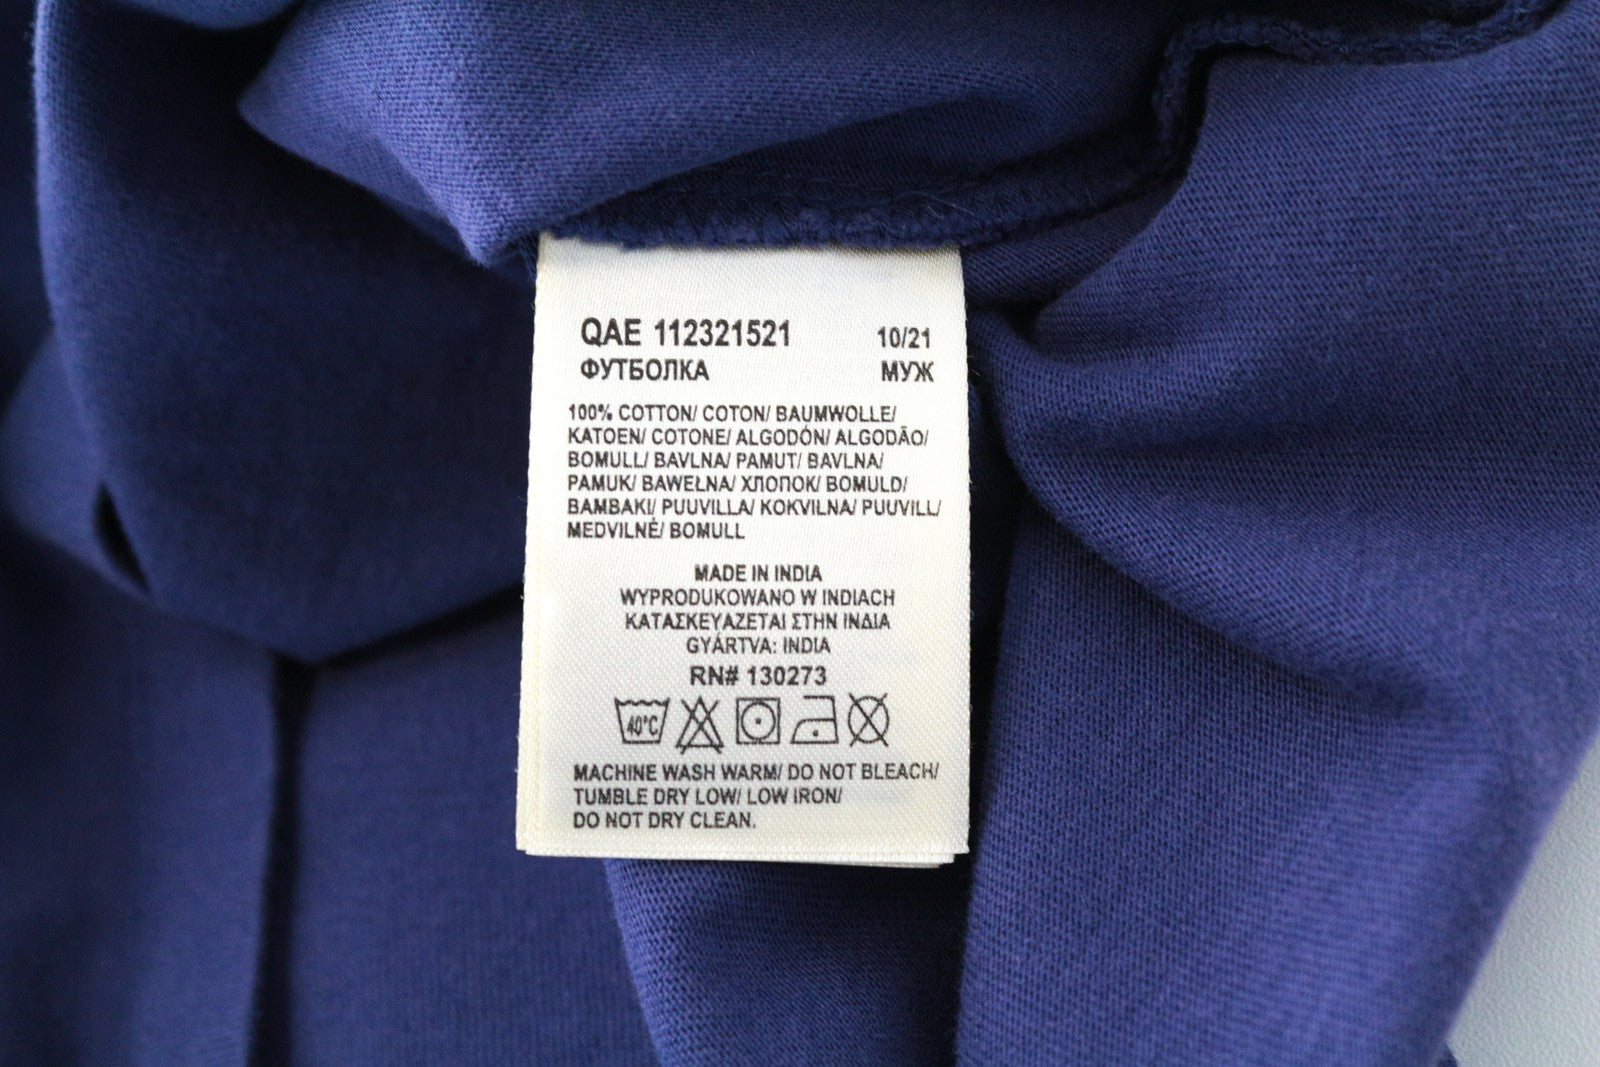 QAE 112321521 10/21
ФУТБОЛКА МУЖ
100% COTTON/ COTON/ BAUMWOLLE/
KATOEN/ COTONE/ ALGODÓN/ ALGODÃO/
BOMULL/ BAVLNA/ PAMUT/ BAVLNA/
PAMUK/ BAWEŁNA/ ХЛОПОК/ BOMULD/
BAMBAKI/ PUUVILLA/ KOKVILNA/ PUUVILL/
MEDVILNĖ/ BOMULL
MADE IN INDIA
WYPRODUKOWANO W INDIACH
ΚΑΤΑΣΚΕΥΑΖΕΤΑΙ ΣΤΗΝ ΙΝΔΙΑ
GYÁRTVA: INDIA
RN# 130273
40°C
MACHINE WASH WARM/ DO NOT BLEACH/
TUMBLE DRY LOW/ LOW IRON/
DO NOT DRY CLEAN.